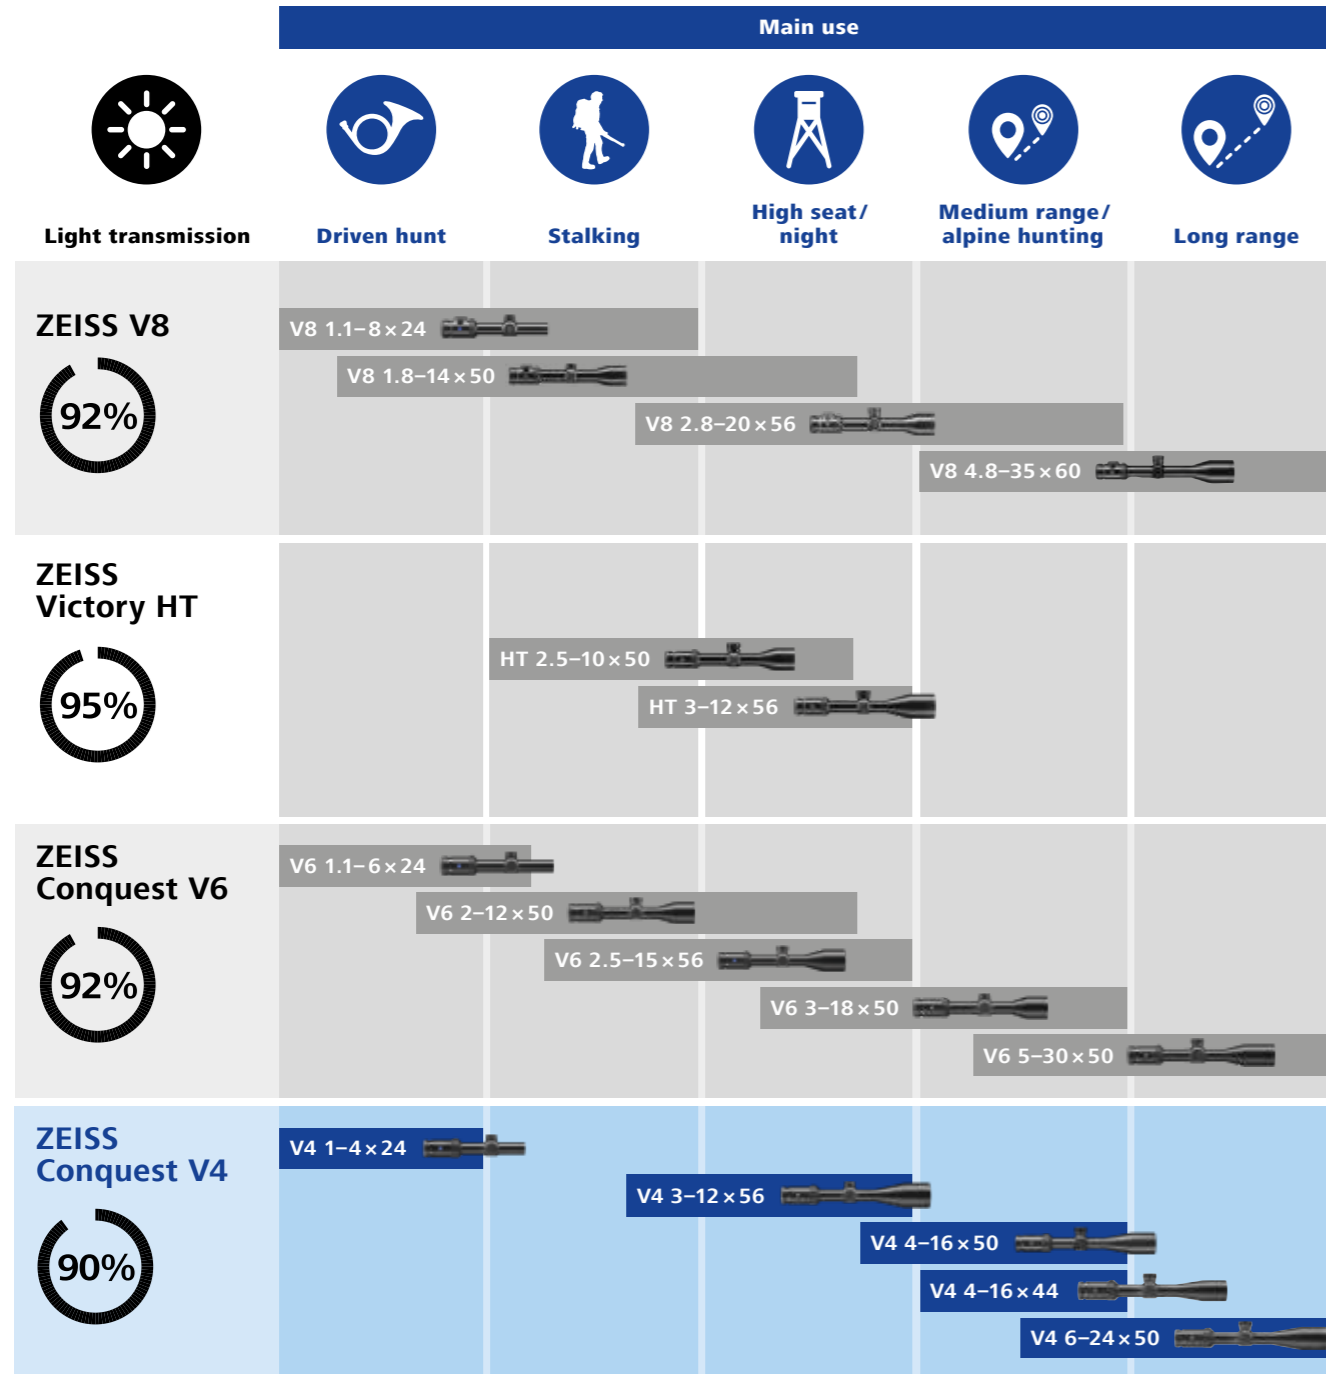 Main use
Light transmission
Driven hunt
Stalking
High seat/
night
Medium range/
alpine hunting
Long range
ZEISS V8
92%
V8 1.1–8×24
V8 1.8–14×50
V8 2.8–20×56
V8 4.8–35×60
ZEISS
Victory HT
95%
HT 2.5–10×50
HT 3–12×56
ZEISS
Conquest V6
92%
V6 1.1–6×24
V6 2–12×50
V6 2.5–15×56
V6 3–18×50
V6 5–30×50
ZEISS
Conquest V4
90%
V4 1–4×24
V4 3–12×56
V4 4–16×50
V4 4–16×44
V4 6–24×50